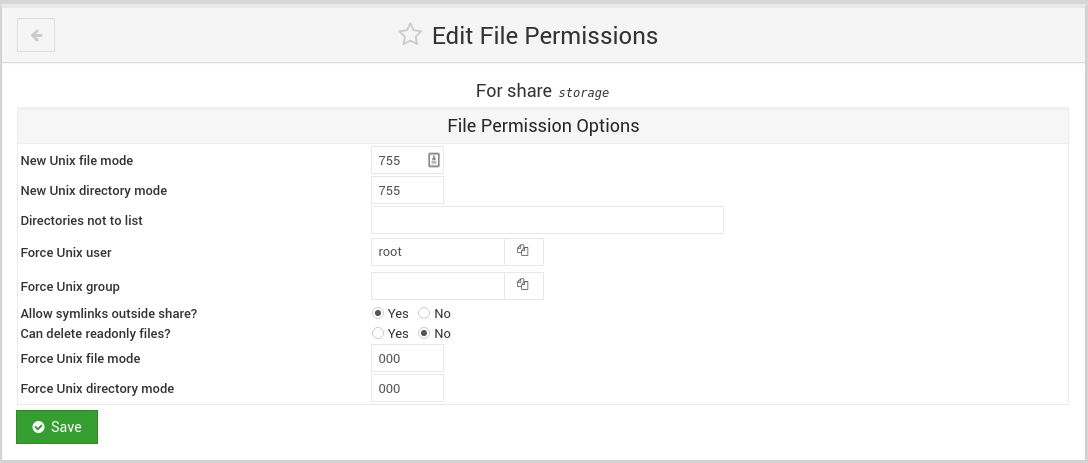 Edit File Permissions
For share storage
File Permission Options
New Unix file mode 755
New Unix directory mode 755
Directories not to list
Force Unix user root
Force Unix group
Allow symlinks outside share? Yes No
Can delete readonly files? Yes No
Force Unix file mode 000
Force Unix directory mode 000
Save